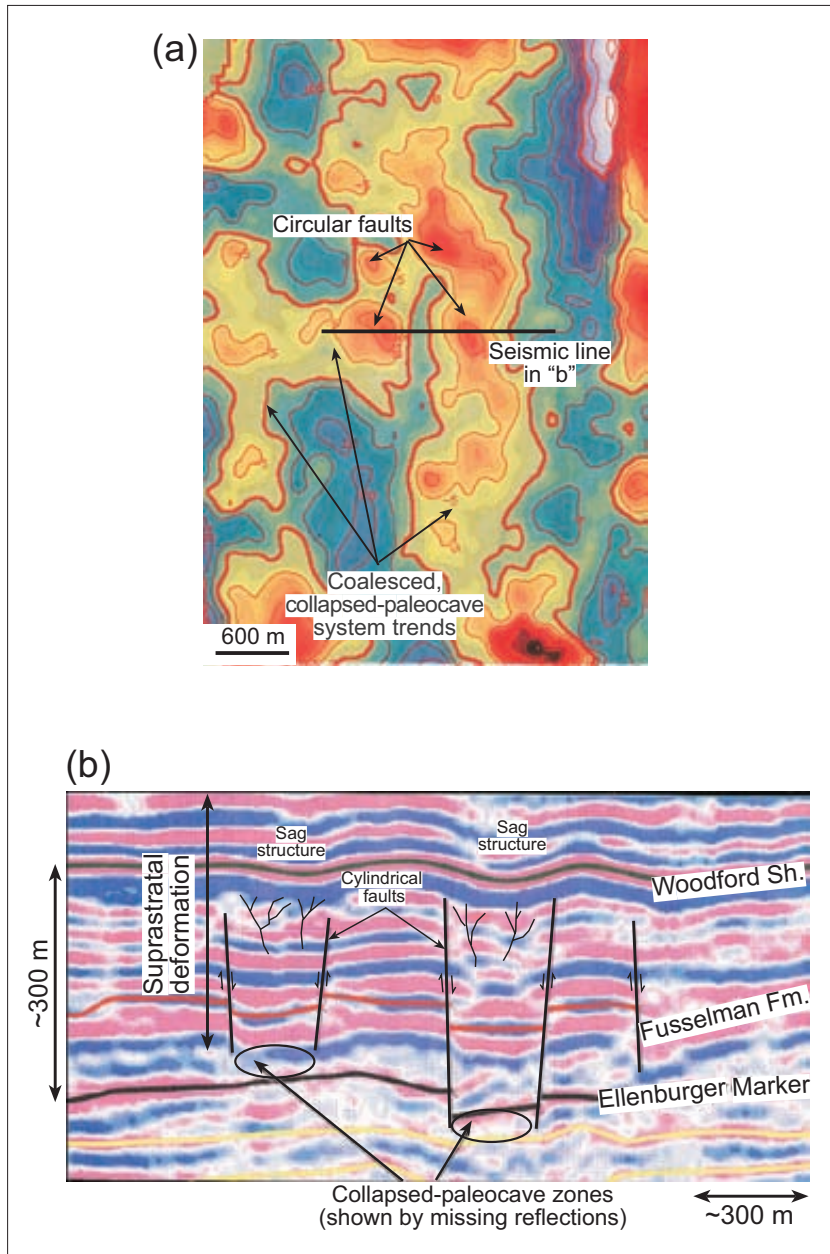 (a)
Circular faults
Seismic line
in “b”
Coalesced,
collapsed-paleocave
system trends
600 m
(b)
Suprastratal
deformation
~300 m
Sag
structure
Sag
structure
Cylindrical
faults
Woodford Sh.
Fusselman Fm.
Ellenburger Marker
Collapsed-paleocave zones
(shown by missing reflections)
~300 m